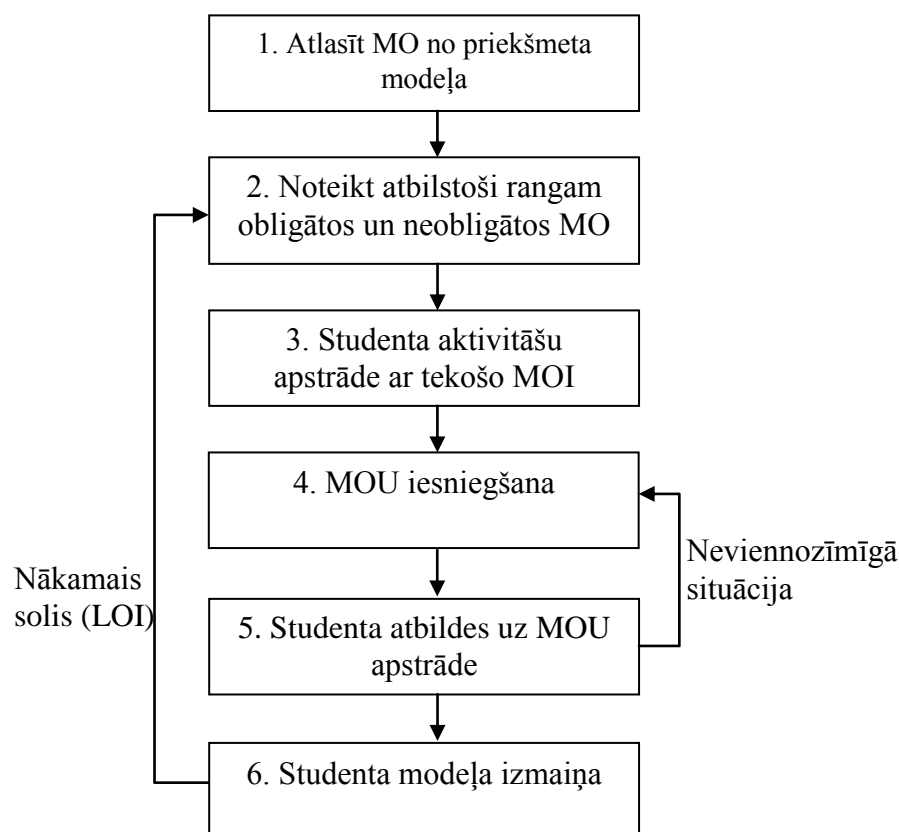 1. Atlasīt MO no priekšmeta
modeļa
2. Noteikt atbilstoši rangam
obligātos un neobligātos MO
3. Studenta aktivitāšu
apstrāde ar tekošo MOI
4. MOU iesniegšana
Neviennozīmīgā
situācija
Nākamais
solis (LOI)
5. Studenta atbildes uz MOU
apstrāde
6. Studenta modeļa izmaiņa